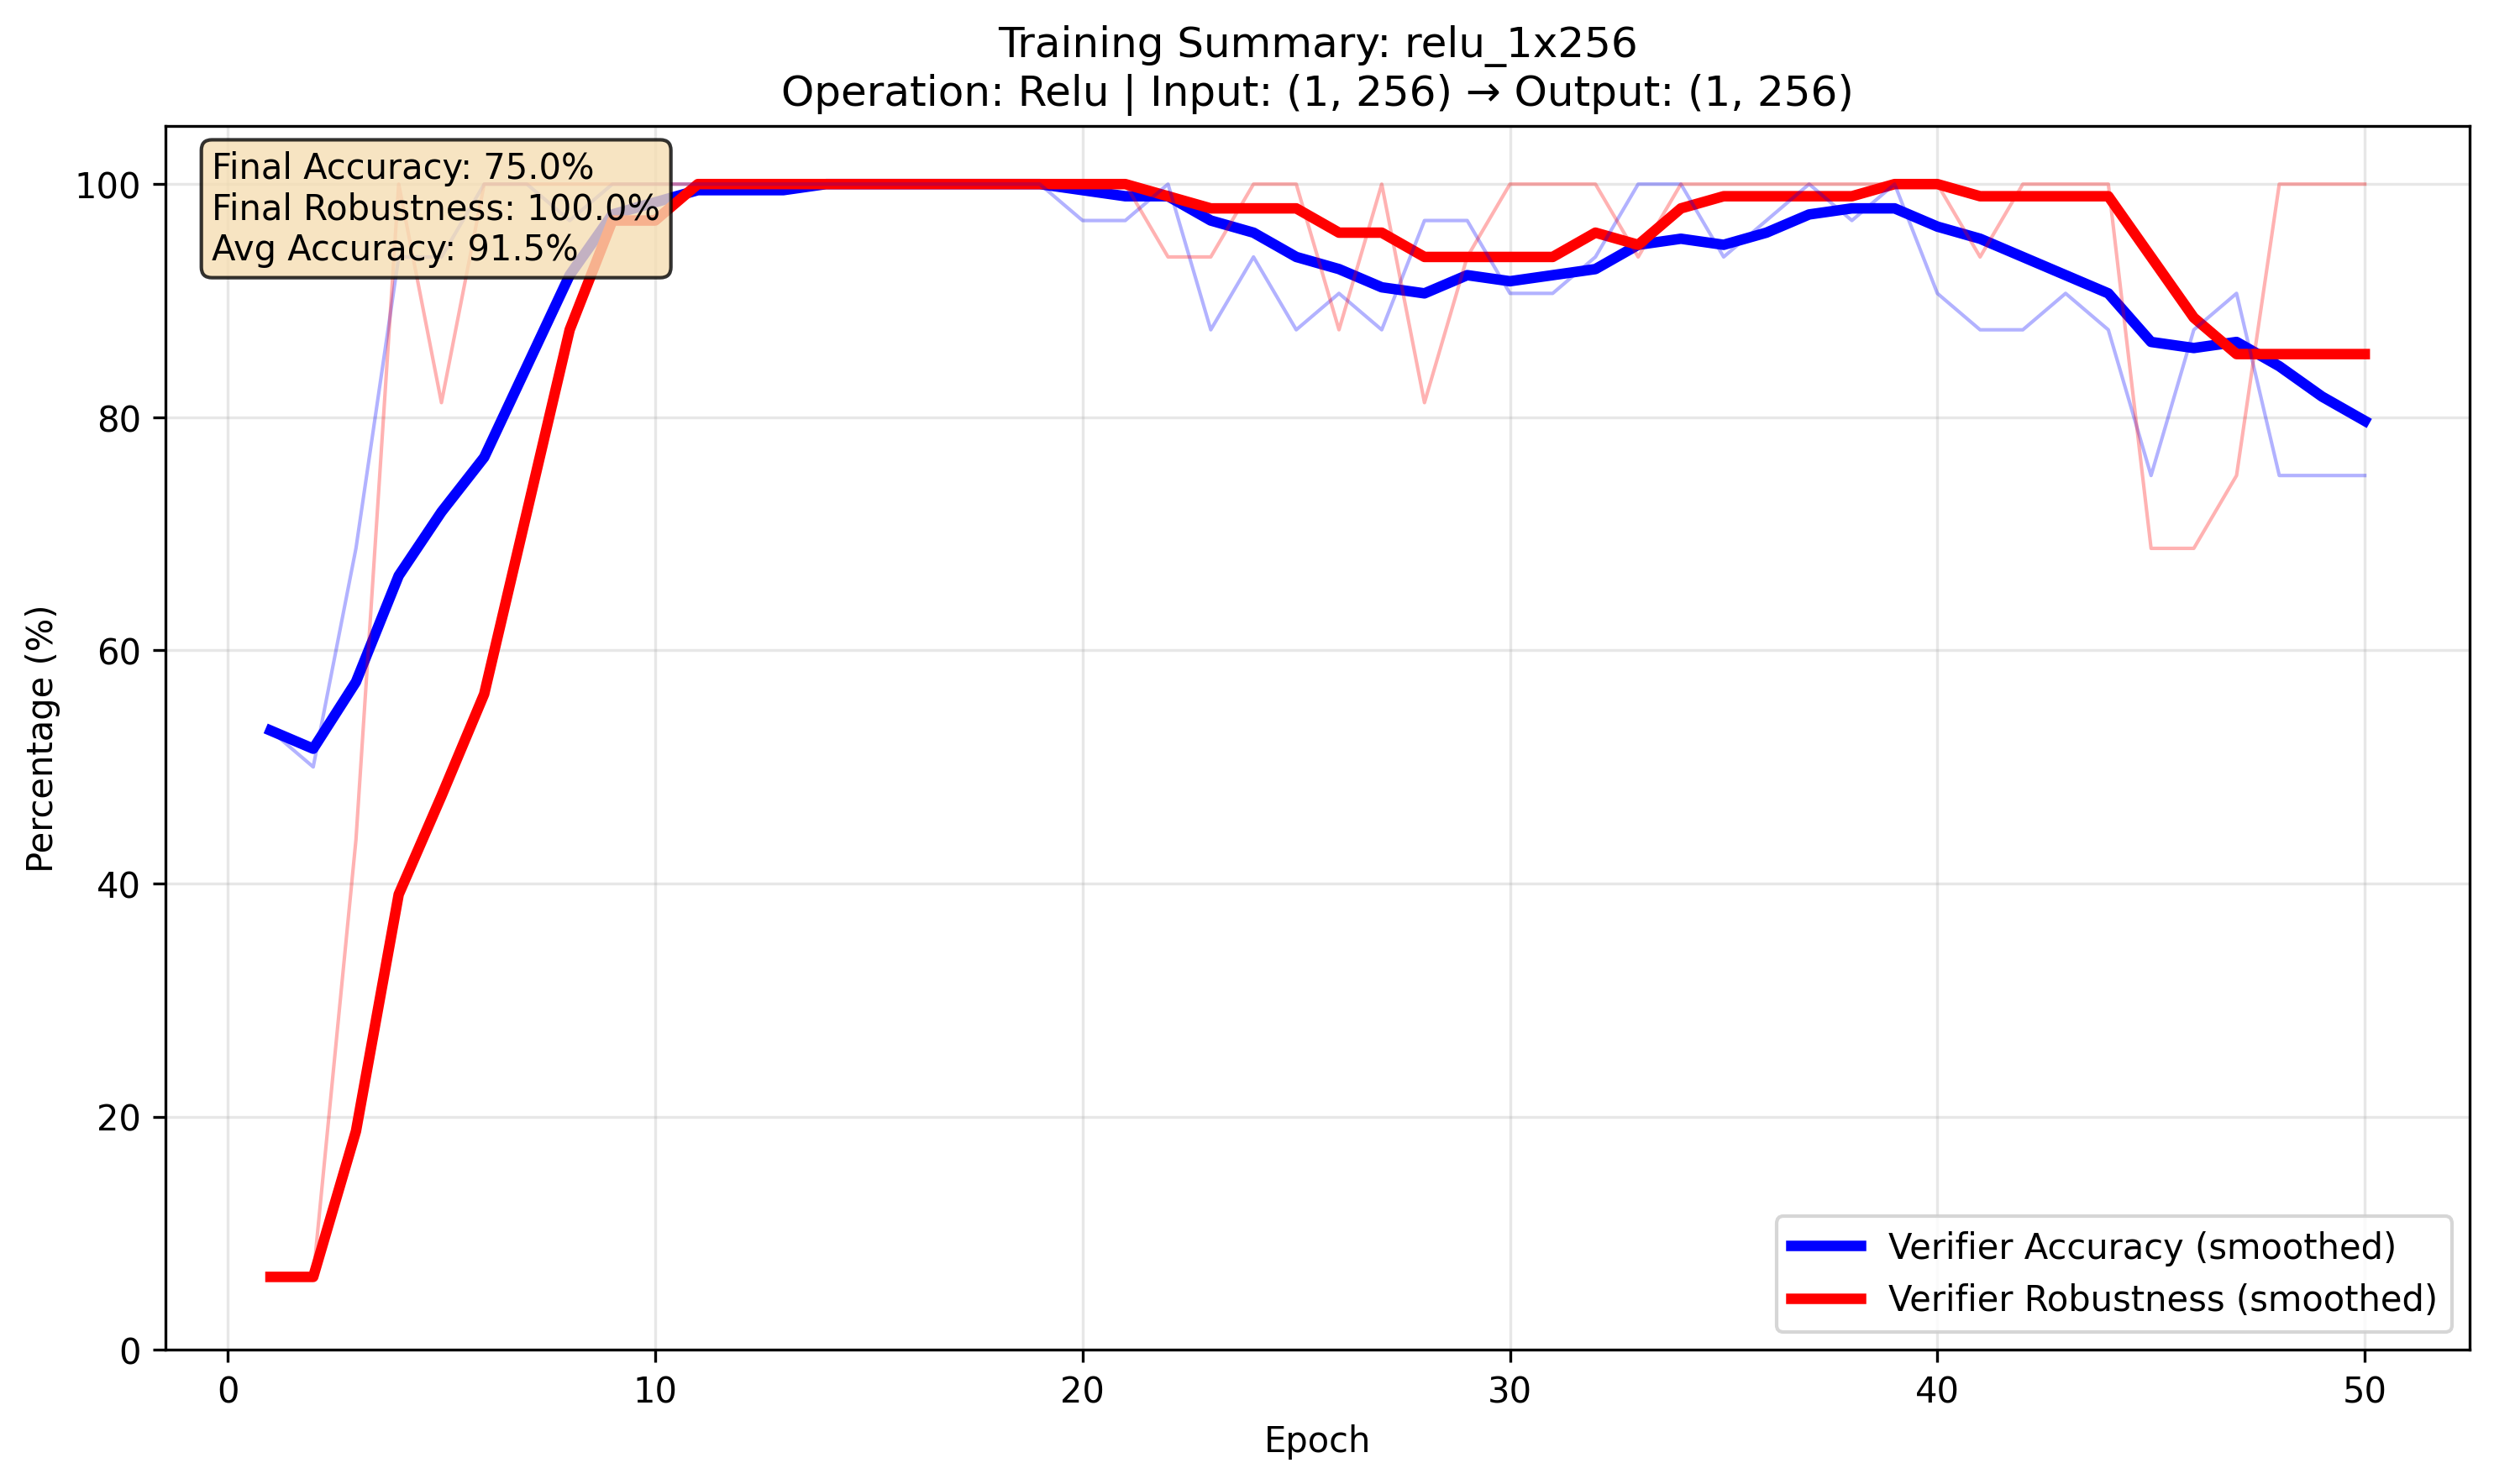 Training Summary: relu_1x256
Operation: Relu | Input: (1, 256) → Output: (1, 256)
Final Accuracy: 75.0%
Final Robustness: 100.0%
Avg Accuracy: 91.5%
100
80
60
40
20
0
Percentage (%)
Verifier Accuracy (smoothed)
Verifier Robustness (smoothed)
0 10 20 30 40 50
Epoch